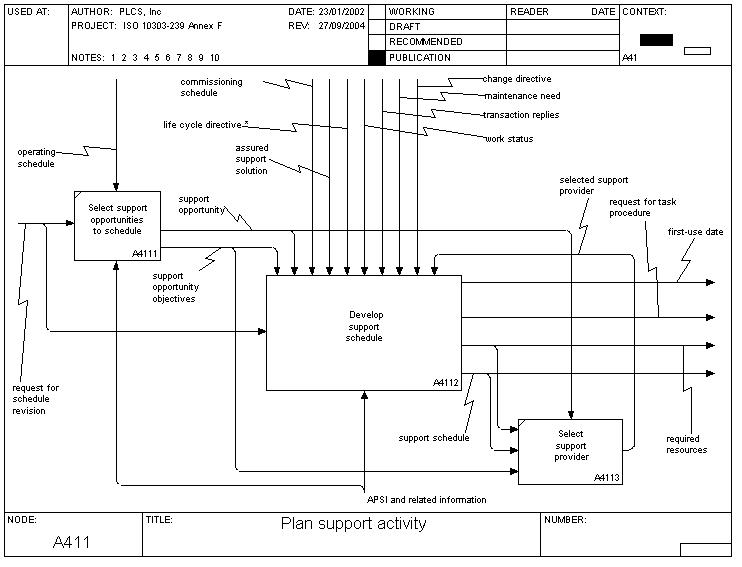 USED AT:
AUTHOR: PLCS, Inc
DATE: 23/01/2002
PROJECT: ISO 10303-239 Annex F
REV: 27/09/2004
NOTES: 1 2 3 4 5 6 7 8 9 10
WORKING
DRAFT
RECOMMENDED
PUBLICATION
READER DATE
CONTEXT:
A41
commissioning
schedule
change directive
maintenance need
transaction replies
life cycle directive *
work status
operating
schedule
assured
support
solution
selected support
provider
request for task
procedure
first-use date
support
opportunity
Select support
opportunities
to schedule
A4111
support
opportunity
objectives
Develop
support
schedule
A4112
request for
schedule
revision
support schedule
Select
support
provider
A4113
required
resources
APSI and related information
NODE:
A411
TITLE:
Plan support activity
NUMBER: